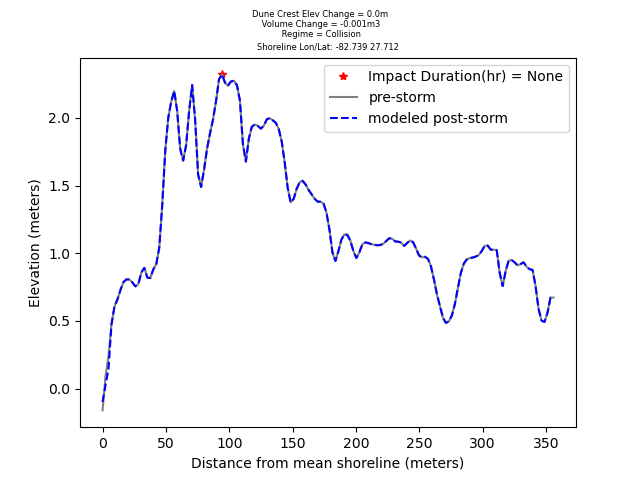 Dune Crest Elev Change = 0.0m
Volume Change = -0.001m3
Regime = Collision
Shoreline Lon/Lat: -82.739 27.712
Impact Duration(hr) = None
pre-storm
modeled post-storm
Elevation (meters)
2.0
1.5
1.0
0.5
0.0
0 50 100 150 200 250 300 350
Distance from mean shoreline (meters)